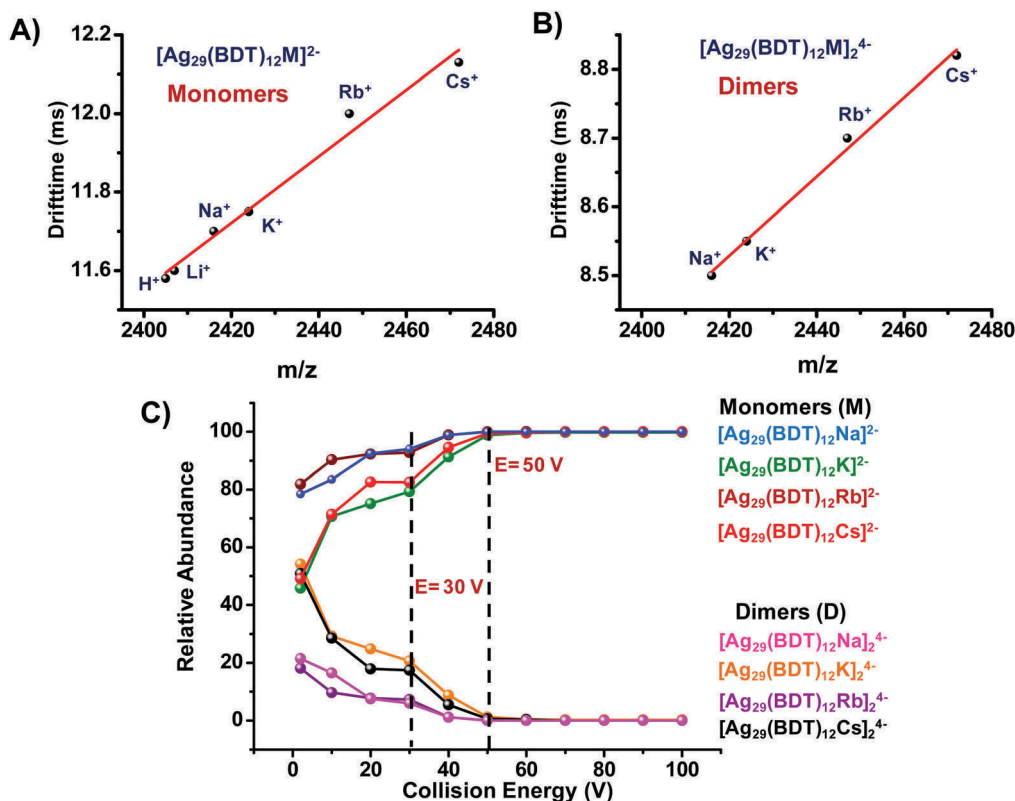 A)
[Ag₂₉(BDT)₁₂M]²⁻
Monomers
12.2
12.0
11.8
11.6
Drifttime (ms)
H⁺
Li⁺
Na⁺
K⁺
Rb⁺
Cs⁺
2400 2420 2440 2460 2480
m/z
B)
[Ag₂₉(BDT)₁₂M]₂⁴⁻
Dimers
8.8
8.7
8.6
8.5
Drifttime (ms)
Na⁺
K⁺
Rb⁺
Cs⁺
2400 2420 2440 2460 2480
m/z
C)
100
80
60
40
20
0
Relative Abundance
E= 30 V
E= 50 V
0 20 40 60 80 100
Collision Energy (V)
Monomers (M)
[Ag₂₉(BDT)₁₂Na]²⁻
[Ag₂₉(BDT)₁₂K]²⁻
[Ag₂₉(BDT)₁₂Rb]²⁻
[Ag₂₉(BDT)₁₂Cs]²⁻
Dimers (D)
[Ag₂₉(BDT)₁₂Na]₂⁴⁻
[Ag₂₉(BDT)₁₂K]₂⁴⁻
[Ag₂₉(BDT)₁₂Rb]₂⁴⁻
[Ag₂₉(BDT)₁₂Cs]₂⁴⁻